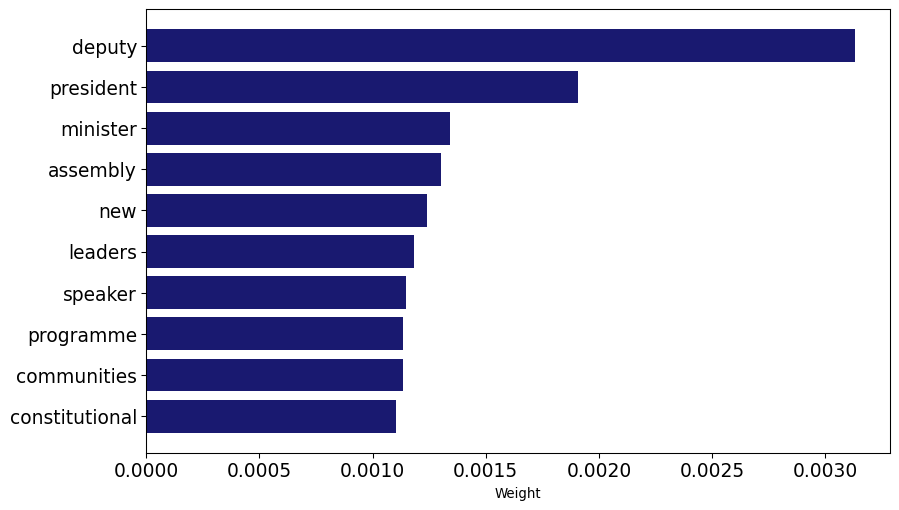 deputy
president
minister
assembly
new
leaders
speaker
programme
communities
constitutional
0.0000 0.0005 0.0010 0.0015 0.0020 0.0025 0.0030
Weight